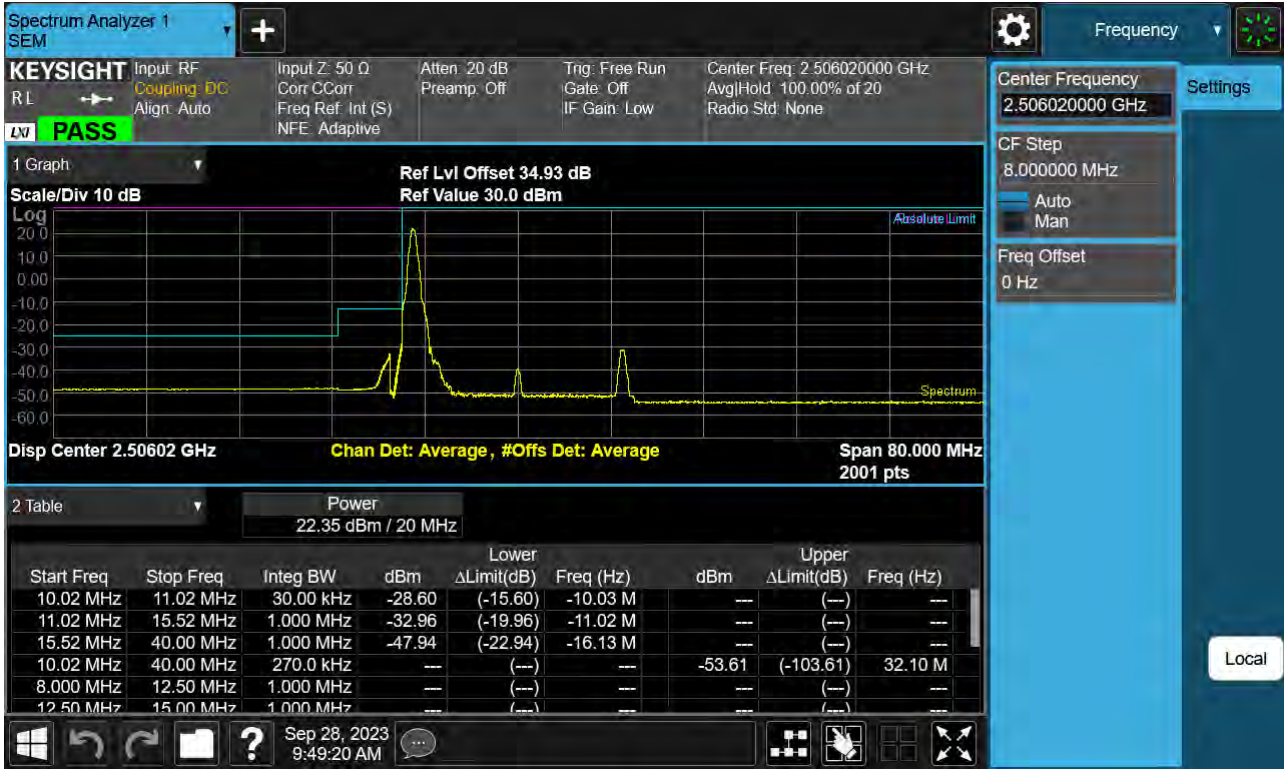 Spectrum Analyzer 1
SEM
+
Frequency
KEYSIGHT
R L
LXI
PASS
Input: RF
Coupling: DC
Align: Auto
Input Z: 50 Ω
Corr CCorr
Freq Ref: Int (S)
NFE: Adaptive
Atten: 20 dB
Preamp: Off
Trig: Free Run
Gate: Off
IF Gain: Low
Center Freq: 2.506020000 GHz
Avg|Hold: 100.00% of 20
Radio Std: None
Center Frequency
2.506020000 GHz
Settings
CF Step
8.000000 MHz
Auto
Man
Freq Offset
0 Hz
Local
1 Graph
Scale/Div 10 dB
Ref Lvl Offset 34.93 dB
Ref Value 30.0 dBm
Log
20.0
10.0
0.00
-10.0
-20.0
-30.0
-40.0
-50.0
-60.0
Limit
Spectrum
Disp Center 2.50602 GHz
Chan Det: Average , #Offs Det: Average
Span 80.000 MHz
2001 pts
2 Table
Power
22.35 dBm / 20 MHz
Lower Upper
Start Freq Stop Freq Integ BW dBm ΔLimit(dB) Freq (Hz) dBm ΔLimit(dB) Freq (Hz)
10.02 MHz 11.02 MHz 30.00 kHz -28.60 (-15.60) -10.03 M --- (---) ---
11.02 MHz 15.52 MHz 1.000 MHz -32.96 (-19.96) -11.02 M --- (---) ---
15.52 MHz 40.00 MHz 1.000 MHz -47.94 (-22.94) -16.13 M --- (---) ---
10.02 MHz 40.00 MHz 270.0 kHz --- (---) --- -53.61 (-103.61) 32.10 M
8.000 MHz 12.50 MHz 1.000 MHz --- (---) --- --- (---) ---
12.50 MHz 15.00 MHz 1.000 MHz --- (---) --- --- (---) ---
?
Sep 28, 2023
9:49:20 AM